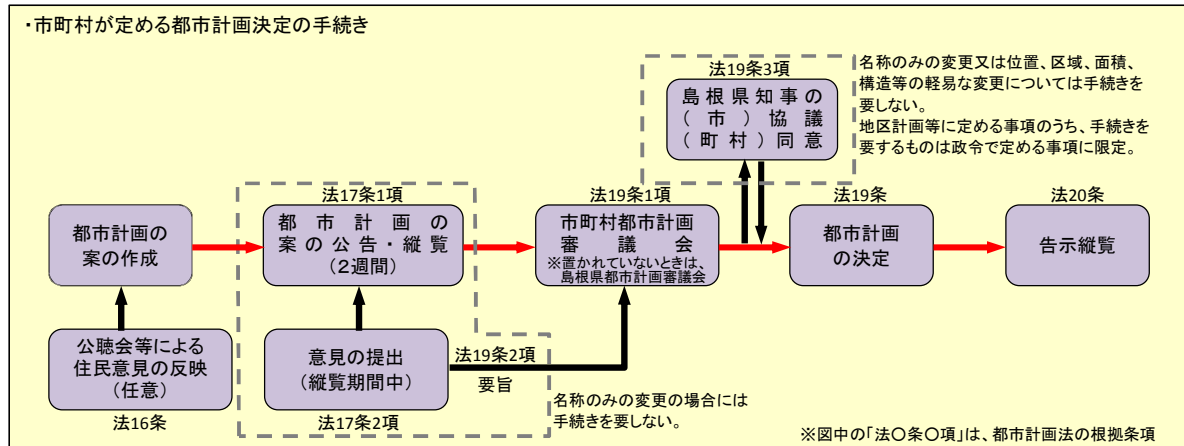 ・市町村が定める都市計画決定の手続き
法19条3項
島根県知事の
(市)協議
(町村)同意
名称のみの変更又は位置、区域、面積、
構造等の軽易な変更については手続きを
要しない。
地区計画等に定める事項のうち、手続きを
要するものは政令で定める事項に限定。
都市計画の
案の作成
法17条1項
都市計画の
案の公告・縦覧
(2週間)
法19条1項
市町村都市計画
審議会
※置かれていないときは、
島根県都市計画審議会
法19条
都市計画
の決定
法20条
告示縦覧
公聴会等による
住民意見の反映
(任意)
法16条
意見の提出
(縦覧期間中)
法17条2項
法19条2項
要旨
名称のみの変更の場合には
手続きを要しない。
※図中の「法〇条〇項」は、都市計画法の根拠条項